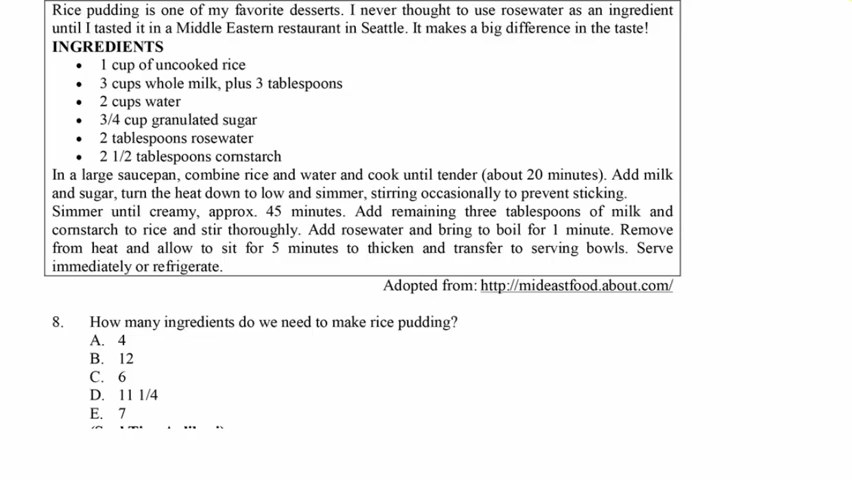 Rice pudding is one of my favorite desserts. I never thought to use rosewater as an ingredient
until I tasted it in a Middle Eastern restaurant in Seattle. It makes a big difference in the taste!
INGREDIENTS
• 1 cup of uncooked rice
• 3 cups whole milk, plus 3 tablespoons
• 2 cups water
• 3/4 cup granulated sugar
• 2 tablespoons rosewater
• 2 1/2 tablespoons cornstarch
In a large saucepan, combine rice and water and cook until tender (about 20 minutes). Add milk
and sugar, turn the heat down to low and simmer, stirring occasionally to prevent sticking.
Simmer until creamy, approx. 45 minutes. Add remaining three tablespoons of milk and
cornstarch to rice and stir thoroughly. Add rosewater and bring to boil for 1 minute. Remove
from heat and allow to sit for 5 minutes to thicken and transfer to serving bowls. Serve
immediately or refrigerate.
Adopted from: http://mideastfood.about.com/
8. How many ingredients do we need to make rice pudding?
A. 4
B. 12
C. 6
D. 11 1/4
E. 7